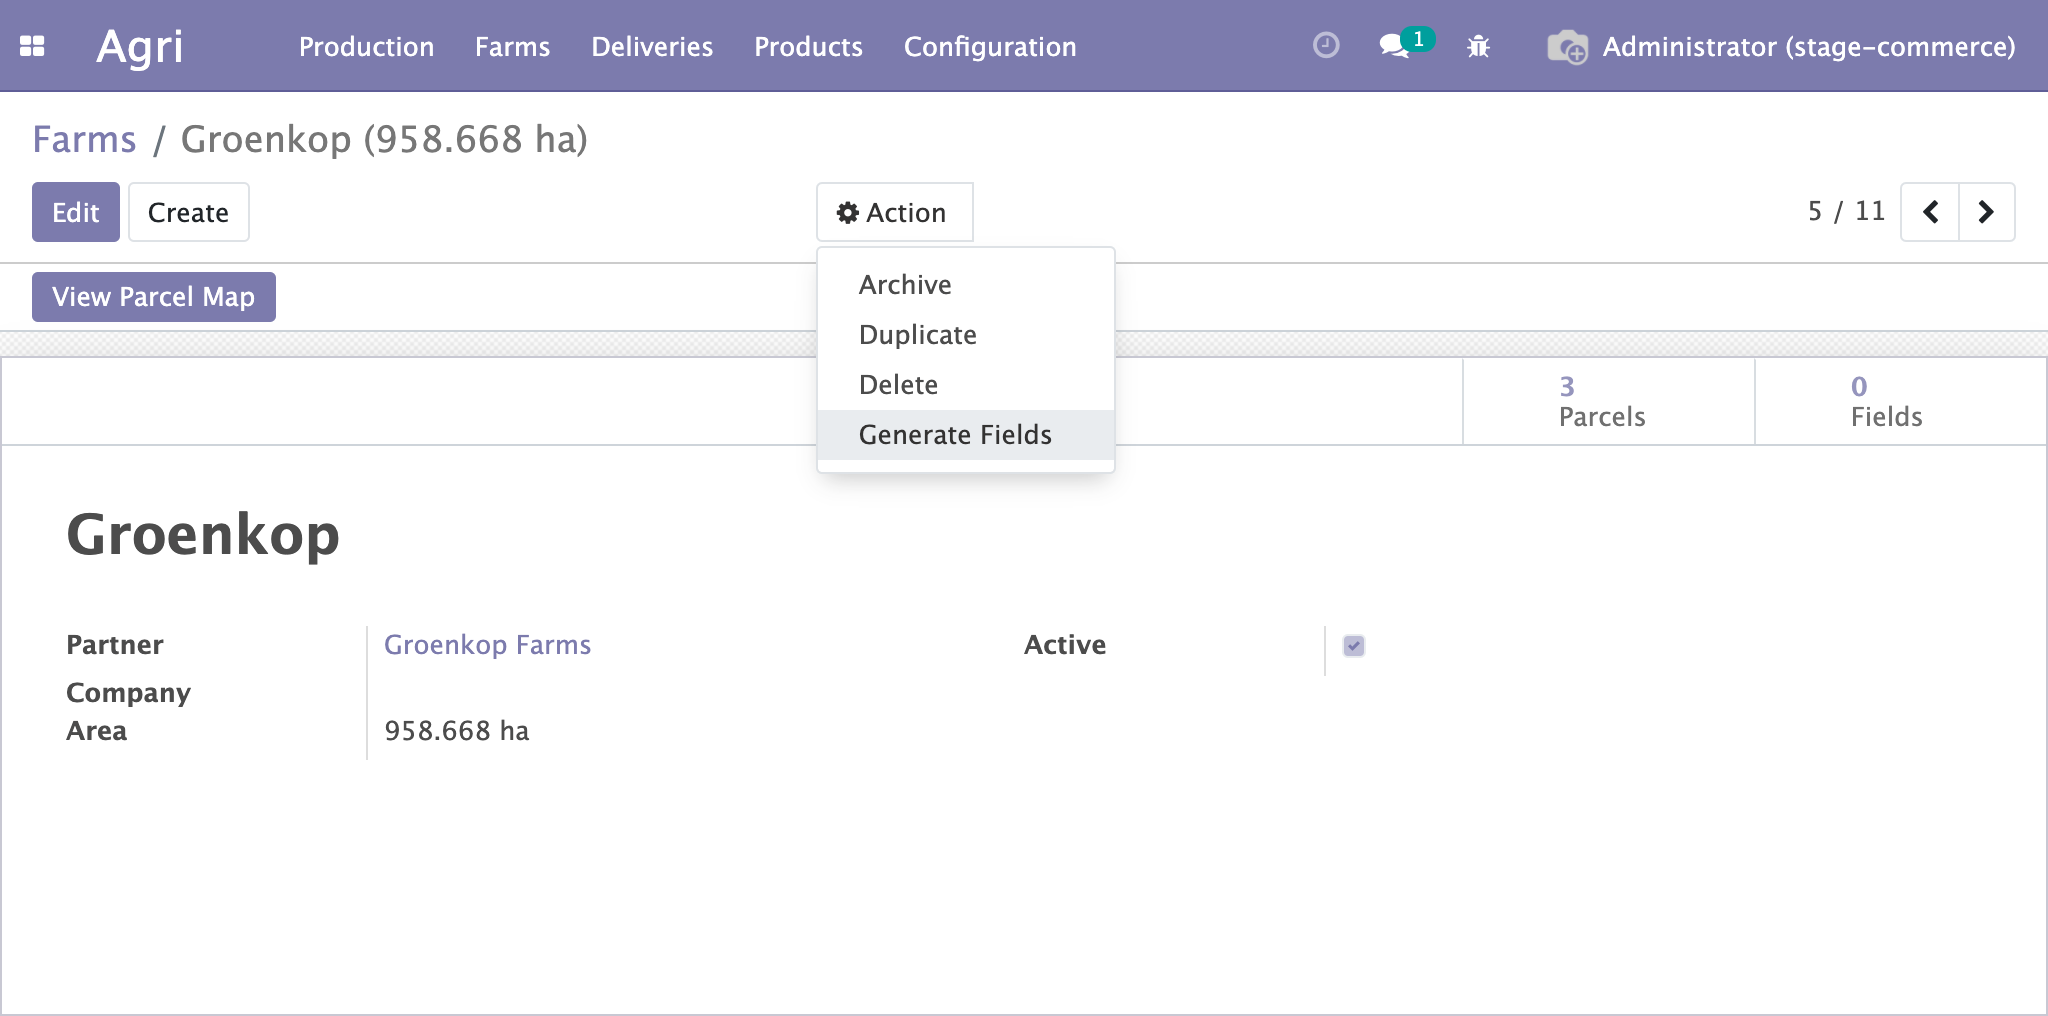 Agri Production Farms Deliveries Products Configuration 1 Administrator (stage-commerce)
Farms / Groenkop (958.668 ha)
Edit Create Action 5 / 11
Archive
Duplicate
Delete
Generate Fields
View Parcel Map
3 Parcels
0 Fields
Groenkop
Partner Groenkop Farms Active
Company
Area 958.668 ha